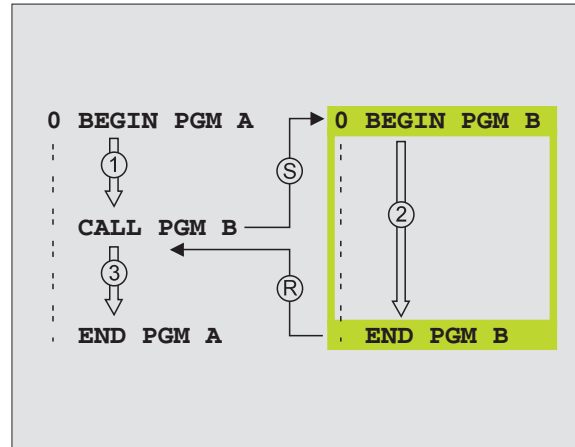 0 BEGIN PGM A
1
CALL PGM B
3
END PGM A
S
R
0 BEGIN PGM B
2
END PGM B